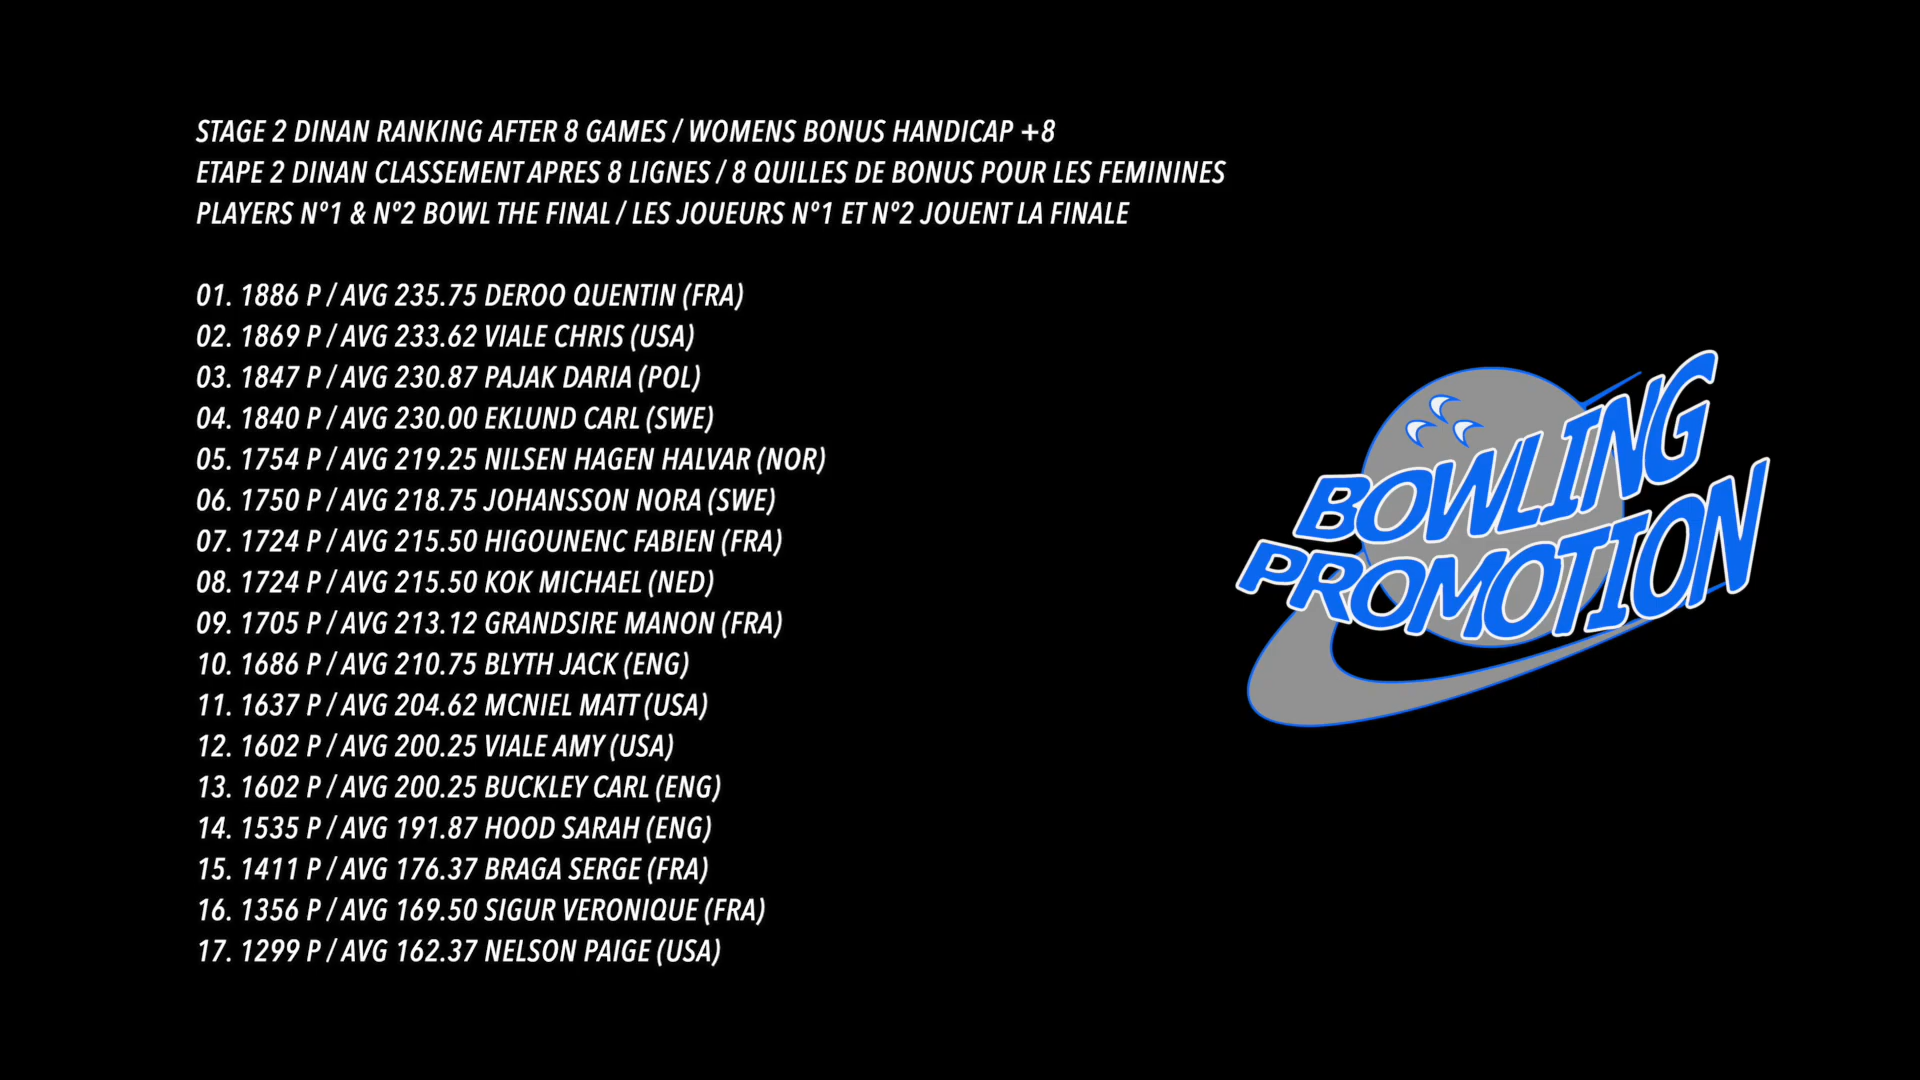 STAGE 2 DINAN RANKING AFTER 8 GAMES / WOMENS BONUS HANDICAP +8
ETAPE 2 DINAN CLASSEMENT APRES 8 LIGNES / 8 QUILLES DE BONUS POUR LES FEMININES
PLAYERS Nº1 & Nº2 BOWL THE FINAL / LES JOUEURS Nº1 ET Nº2 JOUENT LA FINALE
01. 1886 P / AVG 235.75 DEROO QUENTIN (FRA)
02. 1869 P / AVG 233.62 VIALE CHRIS (USA)
03. 1847 P / AVG 230.87 PAJAK DARIA (POL)
04. 1840 P / AVG 230.00 EKLUND CARL (SWE)
05. 1754 P / AVG 219.25 NILSEN HAGEN HALVAR (NOR)
06. 1750 P / AVG 218.75 JOHANSSON NORA (SWE)
07. 1724 P / AVG 215.50 HIGOUNENC FABIEN (FRA)
08. 1724 P / AVG 215.50 KOK MICHAEL (NED)
09. 1705 P / AVG 213.12 GRANDSIRE MANON (FRA)
10. 1686 P / AVG 210.75 BLYTH JACK (ENG)
11. 1637 P / AVG 204.62 MCNIEL MATT (USA)
12. 1602 P / AVG 200.25 VIALE AMY (USA)
13. 1602 P / AVG 200.25 BUCKLEY CARL (ENG)
14. 1535 P / AVG 191.87 HOOD SARAH (ENG)
15. 1411 P / AVG 176.37 BRAGA SERGE (FRA)
16. 1356 P / AVG 169.50 SIGUR VERONIQUE (FRA)
17. 1299 P / AVG 162.37 NELSON PAIGE (USA)
BOWLING
PROMOTION